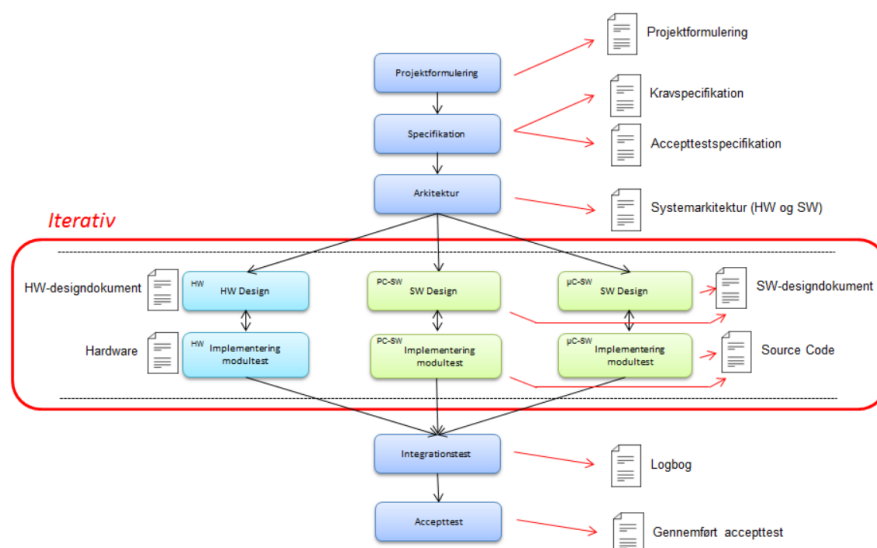 Projektformulering
Projektformulering
Kravspecifikation
Specifikation
Accepttestspecifikation
Arkitektur
Systemarkitektur (HW og SW)
Iterativ
HW-designdokument
HW
HW Design
PC-SW
SW Design
µC-SW
SW Design
SW-designdokument
Hardware
HW
Implementering
modultest
PC-SW
Implementering
modultest
µC-SW
Implementering
modultest
Source Code
Integrationstest
Logbog
Accepttest
Gennemført accepttest